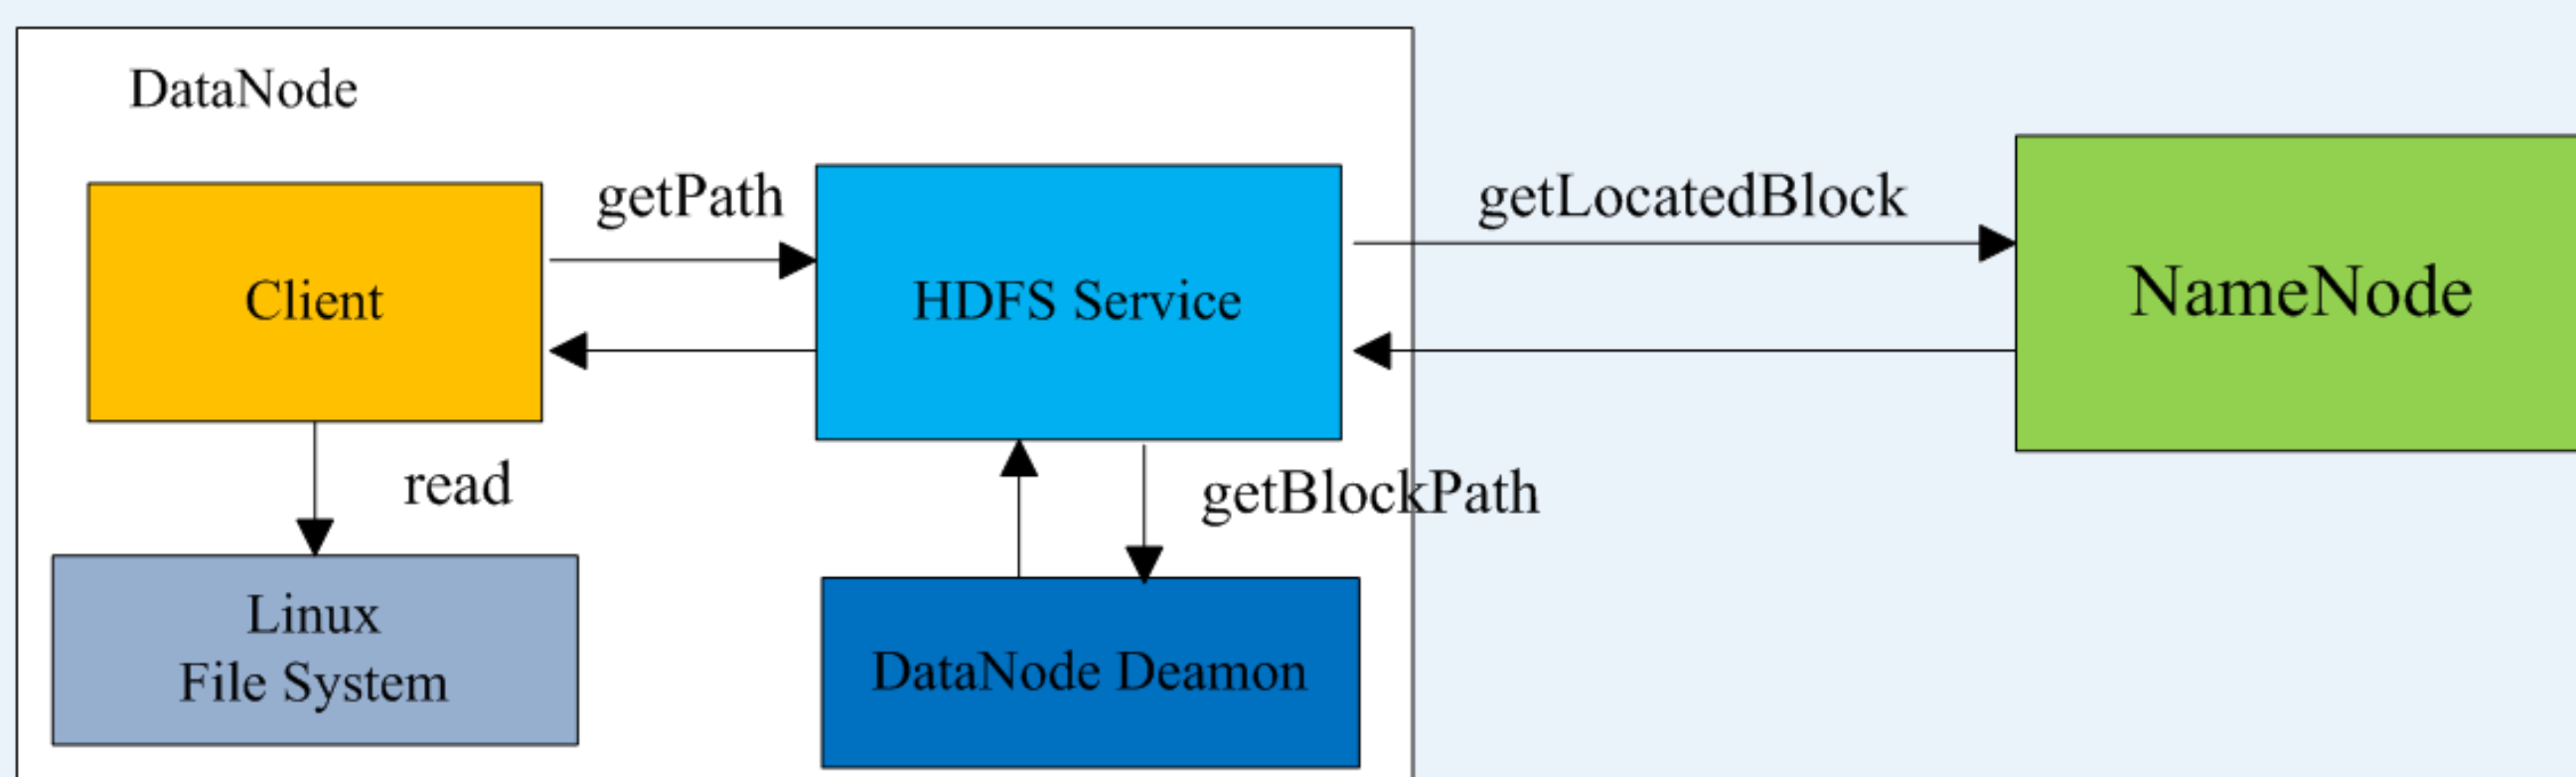 DataNode
getPath
getLocatedBlock
Client
HDFS Service
NameNode
read
getBlockPath
Linux
File System
DataNode Deamon